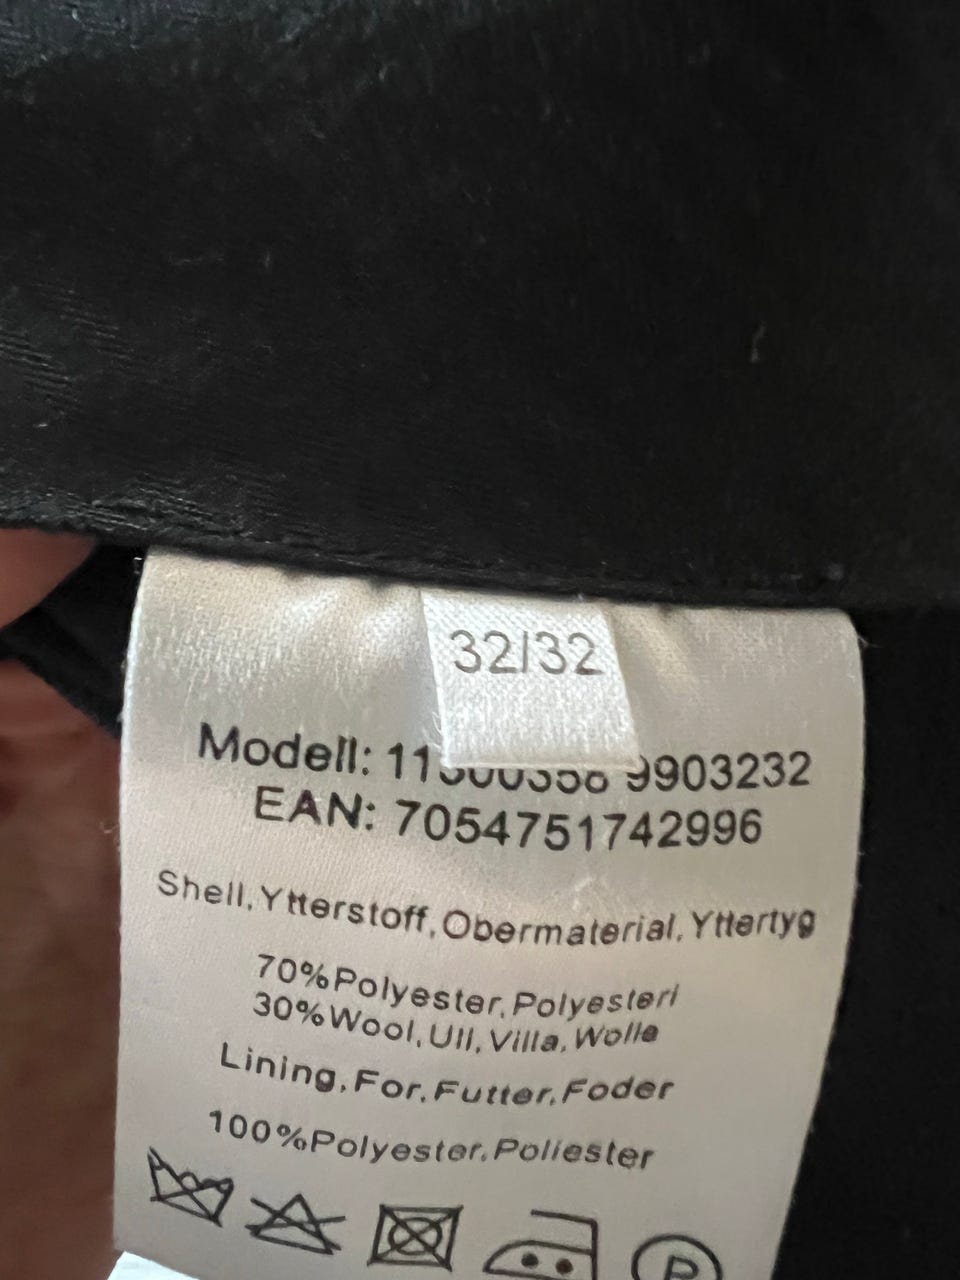 32/32
Modell: 9903232
EAN: 7054751742996
Shell, Ytterstoff, Obermaterial, Yttertyg
70%Polyester, Polyesteri
30%Wool, Ull, Villa, Wolle
Lining, For, Futter, Foder
100%Polyester, Poliester
P